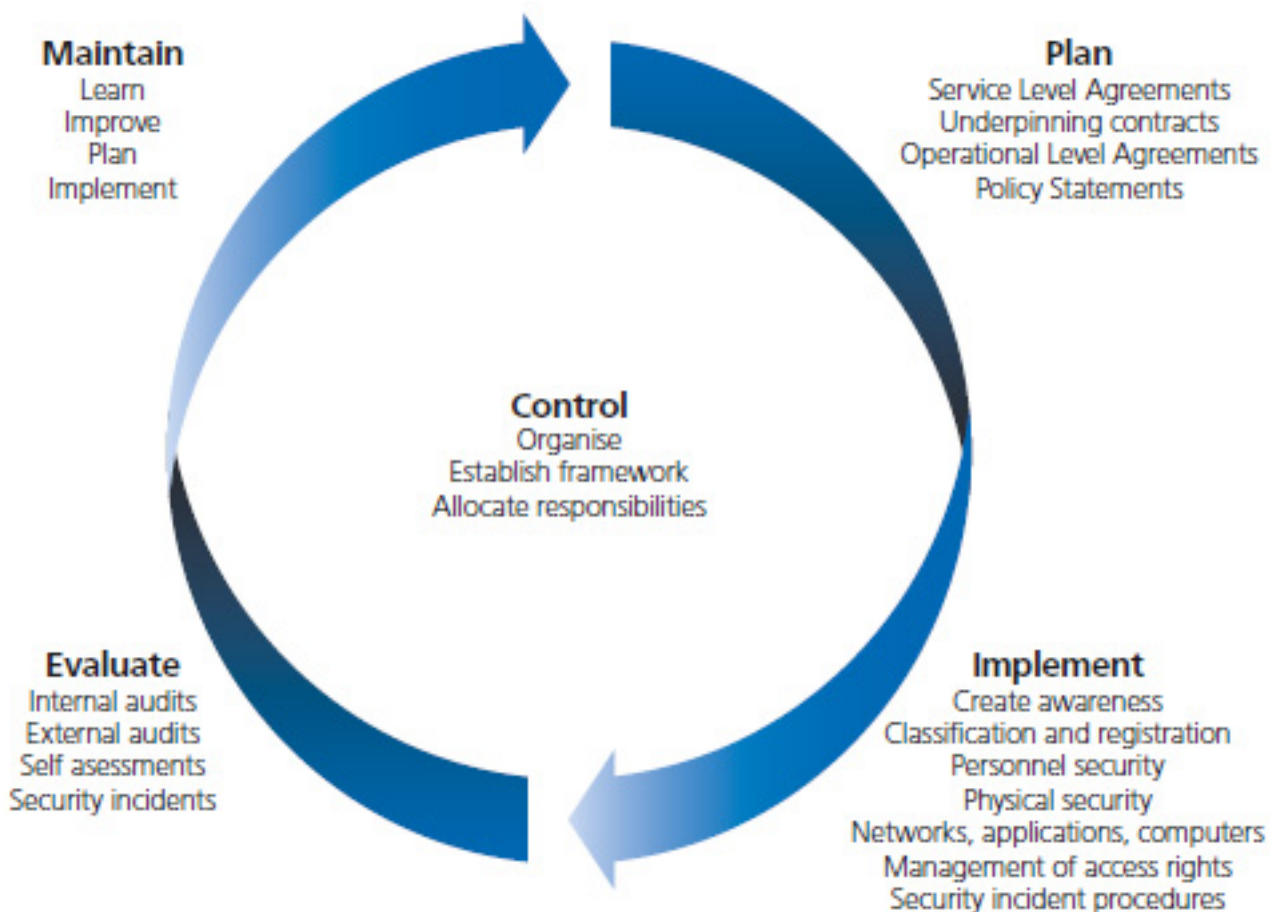 Maintain
Learn
Improve
Plan
Implement
Plan
Service Level Agreements
Underpinning contracts
Operational Level Agreements
Policy Statements
Control
Organise
Establish framework
Allocate responsibilities
Evaluate
Internal audits
External audits
Self asessments
Security incidents
Implement
Create awareness
Classification and registration
Personnel security
Physical security
Networks, applications, computers
Management of access rights
Security incident procedures